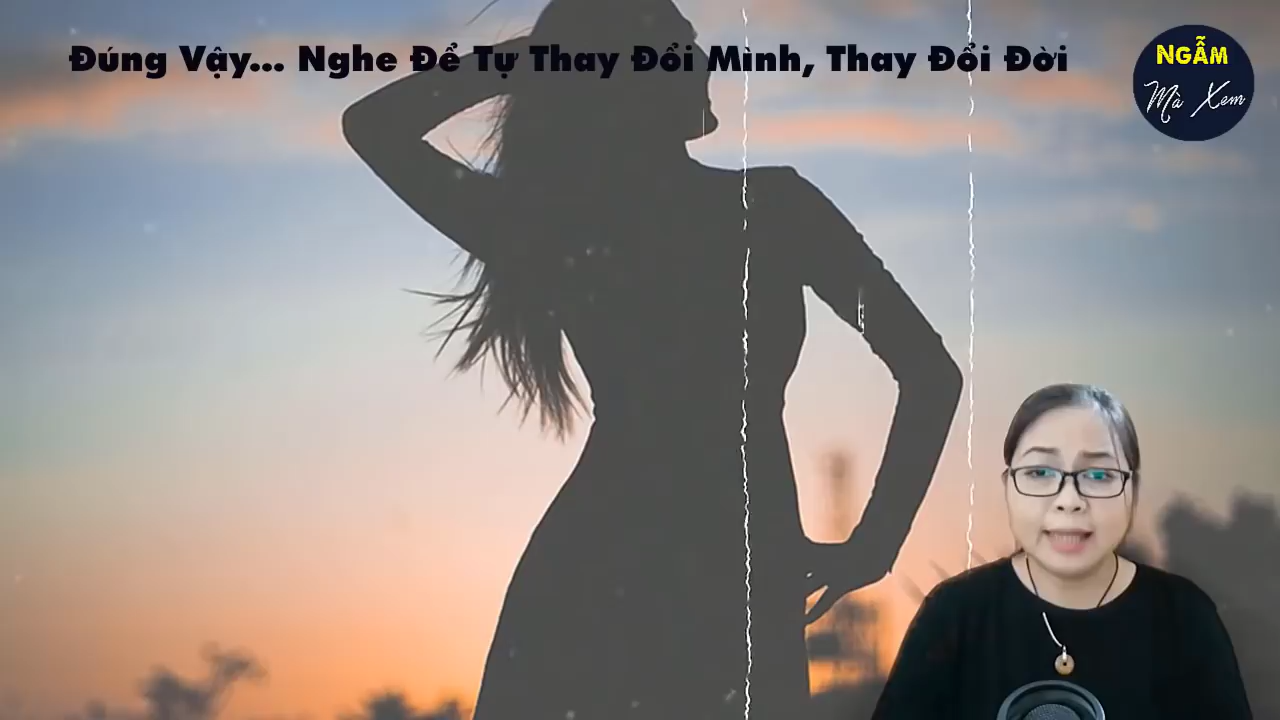 Đúng Vậy... Nghe Để Tự Thay Đổi Mình, Thay Đổi Đời
NGẪM
Mà Xem